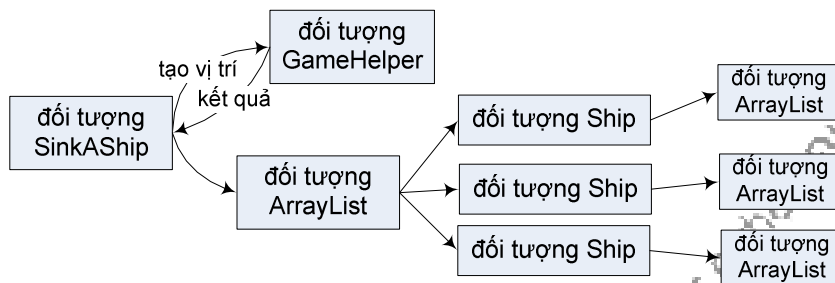 đối tượng
GameHelper
tạo vị trí
kết quả
đối tượng
SinkAShip
đối tượng
ArrayList
đối tượng Ship
đối tượng Ship
đối tượng Ship
đối tượng
ArrayList
đối tượng
ArrayList
đối tượng
ArrayList